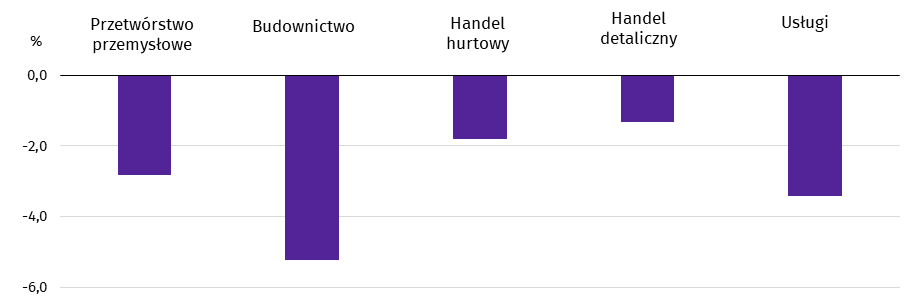 Przetwórstwo
przemysłowe
Budownictwo
Handel
hurtowy
Handel
detaliczny
Usługi
%
0,0
-2,0
-4,0
-6,0